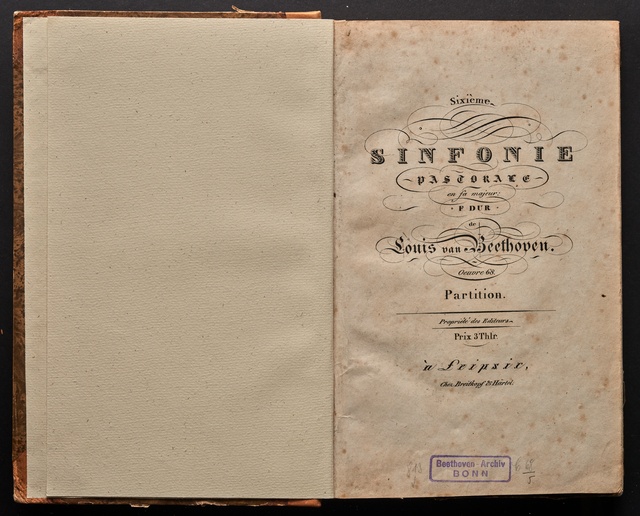 Sixième
SINFONIE
PASTORALE
en fa majeur:
F DUR
de
Louis van Beethoven.
Oeuvre 68.
Partition.
Propriété des Editeurs.
Prix 3 Thlr
à Leipsic,
Chez Breitkopf & Härtel.
Beethoven-Archiv
BONN